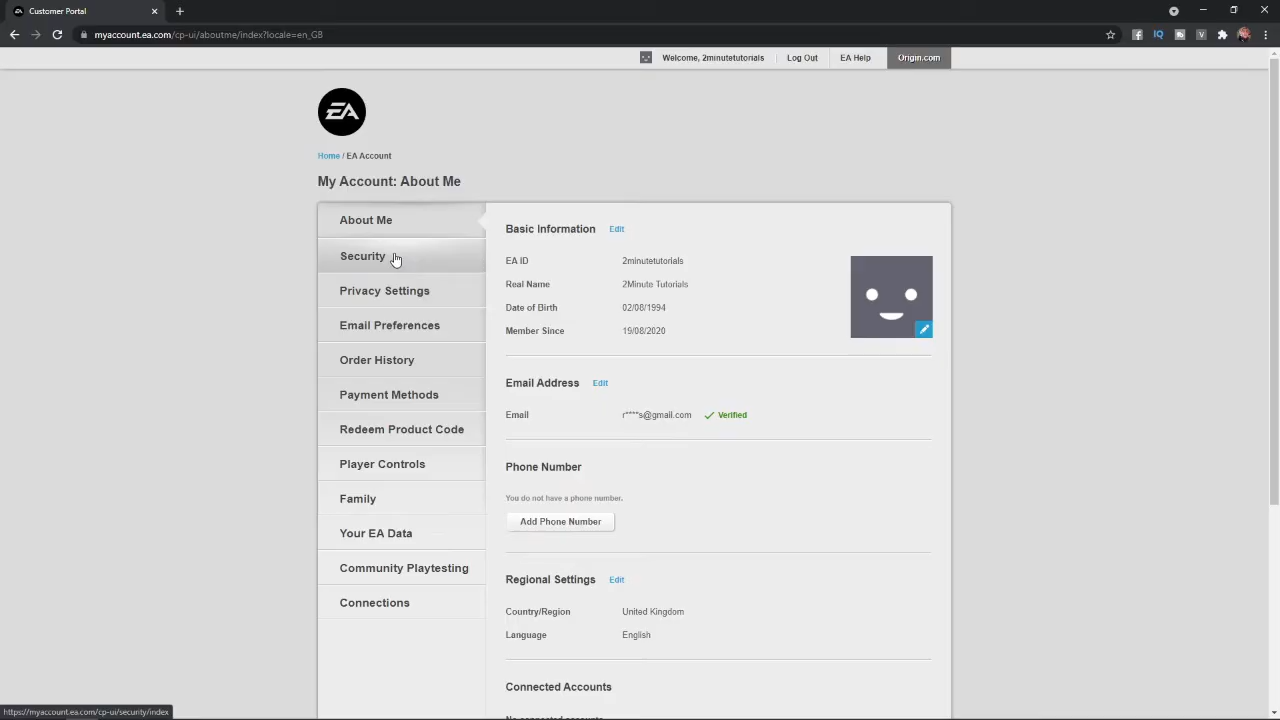 Customer Portal
myaccount.ea.com/cp-ui/aboutme/index?locale=en_GB
Welcome, 2minutetutorials
Log Out
EA Help
Origin.com
EA
Home / EA Account
My Account: About Me
About Me
Security
Privacy Settings
Email Preferences
Order History
Payment Methods
Redeem Product Code
Player Controls
Family
Your EA Data
Community Playtesting
Connections
Basic Information Edit
EA ID 2minutetutorials
Real Name 2Minute Tutorials
Date of Birth 02/08/1994
Member Since 19/08/2020
Email Address Edit
Email r****s@gmail.com Verified
Phone Number
You do not have a phone number.
Add Phone Number
Regional Settings Edit
Country/Region United Kingdom
Language English
Connected Accounts
No connected accounts
https://myaccount.ea.com/cp-ui/security/index